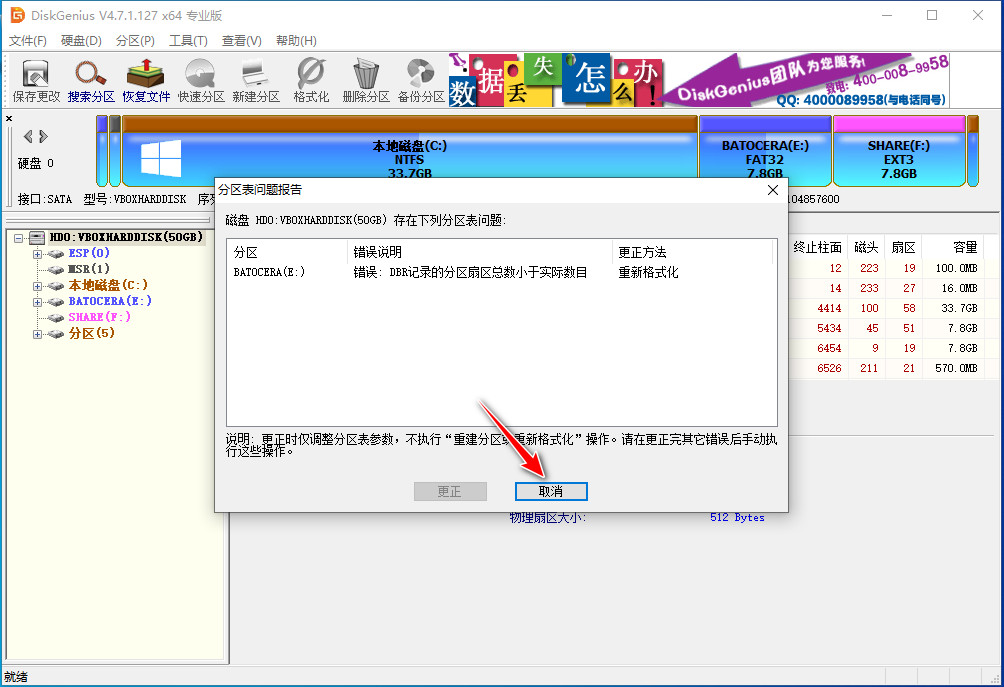 DiskGenius V4.7.1.127 x64 专业版
文件(F) 硬盘(D) 分区(P) 工具(T) 查看(V) 帮助(H)
保存更改 搜索分区 恢复文件 快速分区 新建分区 格式化 删除分区 备份分区
数据丢失怎么办!
DiskGenius团队为您服务!
致电: 400-008-9958
QQ: 4000089958(与电话同号)
硬盘 0
本地磁盘(C:)
NTFS
33.7GB
BATOCERA(E:)
FAT32
7.8GB
SHARE(F:)
EXT3
7.8GB
接口:SATA 型号:VBOXHARDDISK 序
104857600
HD0:VBOXHARDDISK(50GB)
ESP(0)
MSR(1)
本地磁盘(C:)
BATOCERA(E:)
SHARE(F:)
分区(5)
分区表问题报告
磁盘 HD0:VBOXHARDDISK(50GB) 存在下列分区表问题:
分区 错误说明 更正方法
BATOCERA(E:) 错误: DBR记录的分区扇区总数小于实际数目 重新格式化
说明: 更正时仅调整分区表参数，不执行“重建分区或重新格式化”操作。请在更正完其它错误后手动执
行这些操作。
更正 取消
终止柱面 磁头 扇区 容量
12 223 19 100.0MB
14 233 27 16.0MB
4414 100 58 33.7GB
5434 45 51 7.8GB
6454 9 19 7.8GB
6526 211 21 570.0MB
物理扇区大小: 512 Bytes
就绪